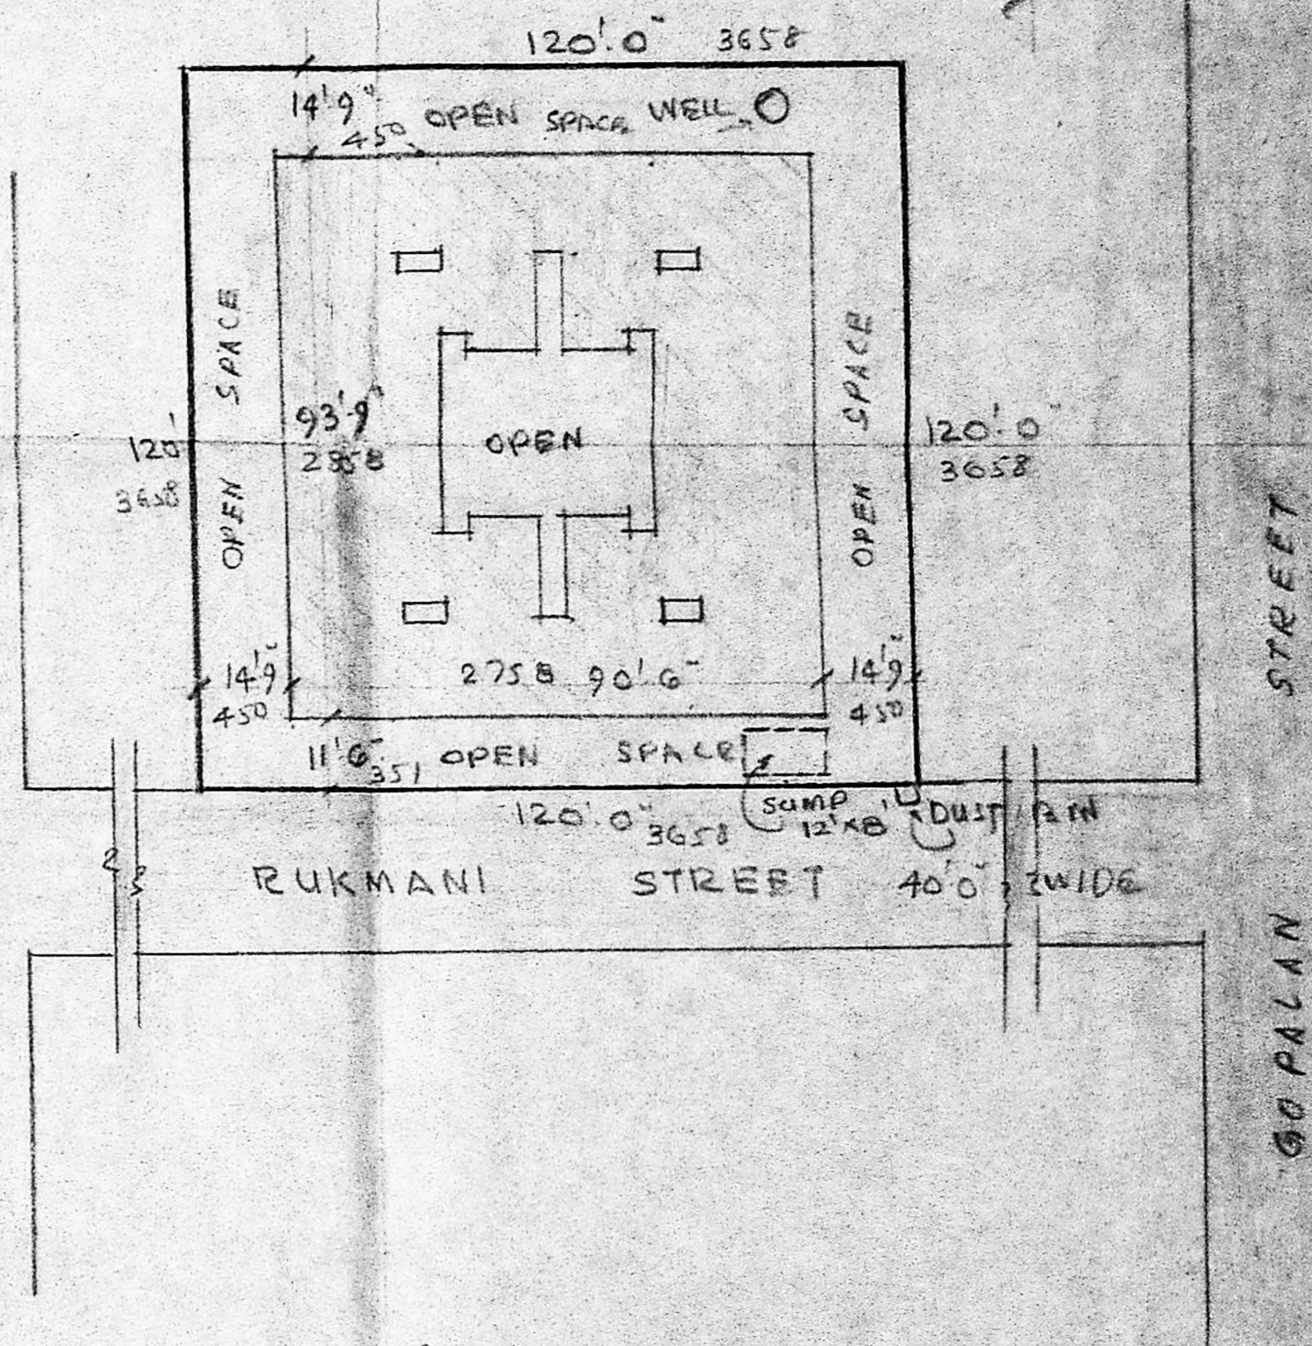 120'.0" 3658
14'9"
450
OPEN SPACE WELL
OPEN SPACE
93'-9"
2858
OPEN
OPEN SPACE
120'
3658
120'.0"
3658
14'9"
450
2758 90'.6"
14'9"
450
11'6"
351
OPEN SPACE
120'.0"
3658
SUMP
12'x8'
DUST BIN
RUKMANI STREET 40'0" WIDE
GOPALAN STREET